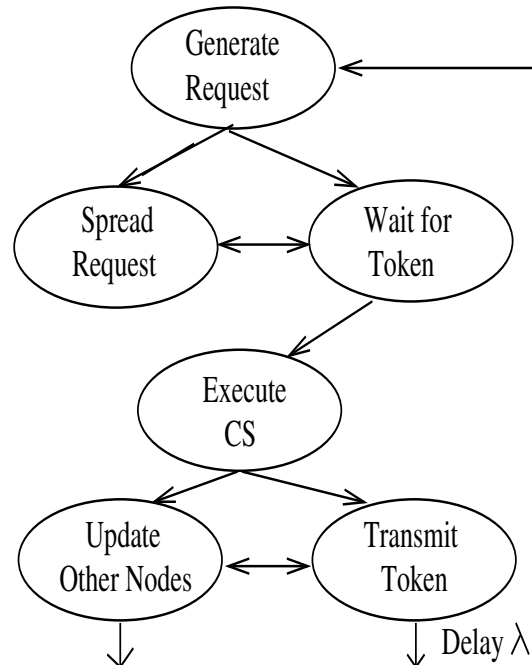 Generate
Request
Spread
Request
Wait for
Token
Execute
CS
Update
Other Nodes
Transmit
Token
Delay λ